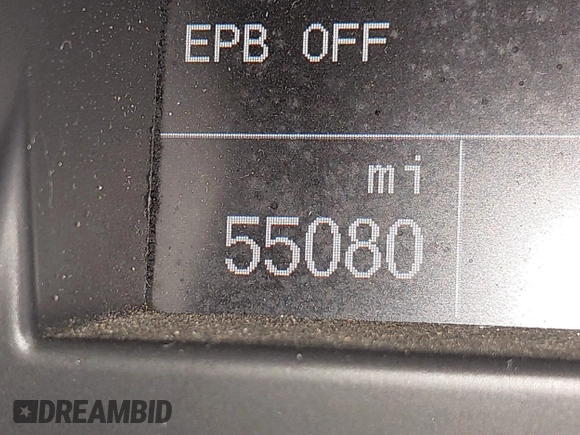 EPB OFF
mi
55080
DREAMBID